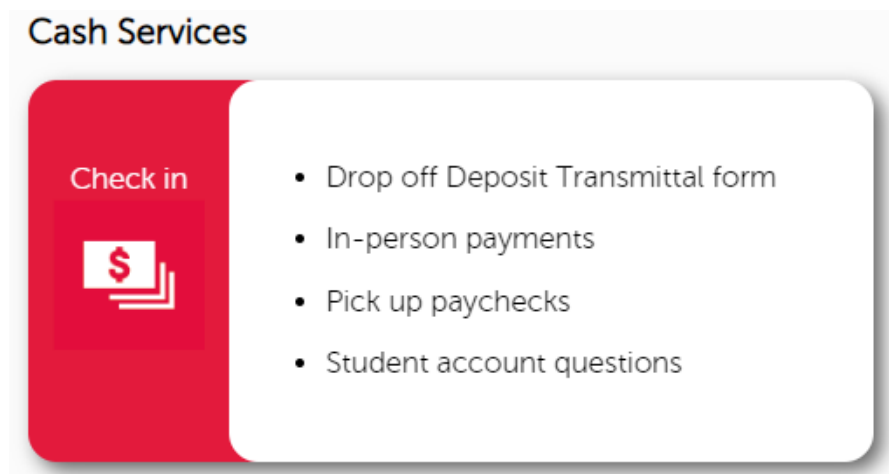 Cash Services
Check in
$
• Drop off Deposit Transmittal form
• In-person payments
• Pick up paychecks
• Student account questions